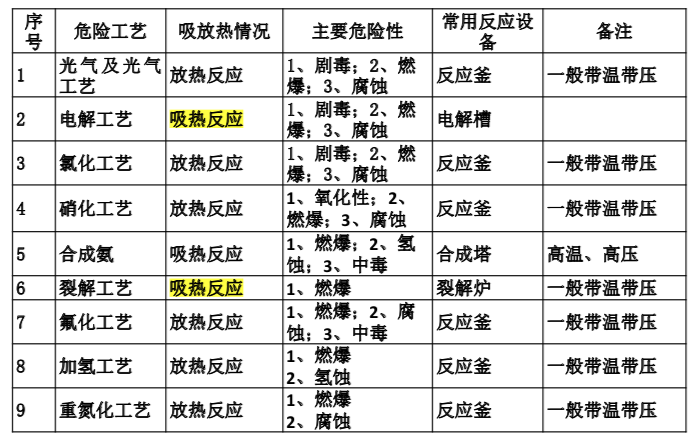 序号 危险工艺 吸放热情况 主要危险性 常用反应设备 备注
1 光气及光气工艺 放热反应 1、剧毒；2、燃爆；3、腐蚀 反应釜 一般带温带压
2 电解工艺 吸热反应 1、剧毒；2、燃爆；3、腐蚀 电解槽
3 氯化工艺 放热反应 1、剧毒；2、燃爆；3、腐蚀 反应釜 一般带温带压
4 硝化工艺 放热反应 1、氧化性；2、燃爆；3、腐蚀 反应釜 一般带温带压
5 合成氨 吸热反应 1、燃爆；2、氢蚀；3、中毒 合成塔 高温、高压
6 裂解工艺 吸热反应 1、燃爆 裂解炉 一般带温带压
7 氟化工艺 放热反应 1、燃爆；2、腐蚀；3、中毒 反应釜 一般带温带压
8 加氢工艺 放热反应 1、燃爆 2、氢蚀 反应釜 一般带温带压
9 重氮化工艺 放热反应 1、燃爆 2、腐蚀 反应釜 一般带温带压